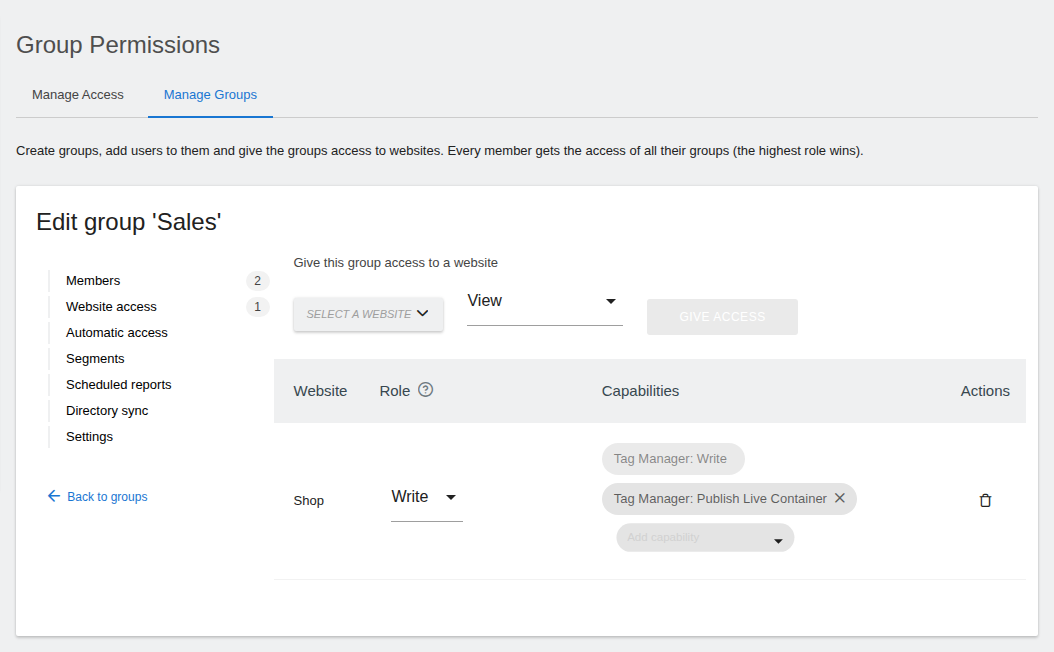 Group Permissions
Manage Access
Manage Groups
Create groups, add users to them and give the groups access to websites. Every member gets the access of all their groups (the highest role wins).
Edit group 'Sales'
Members 2
Website access 1
Automatic access
Segments
Scheduled reports
Directory sync
Settings
Back to groups
Give this group access to a website
SELECT A WEBSITE
View
GIVE ACCESS
Website Role Capabilities Actions
Shop
Write
Tag Manager: Write
Tag Manager: Publish Live Container
Add capability